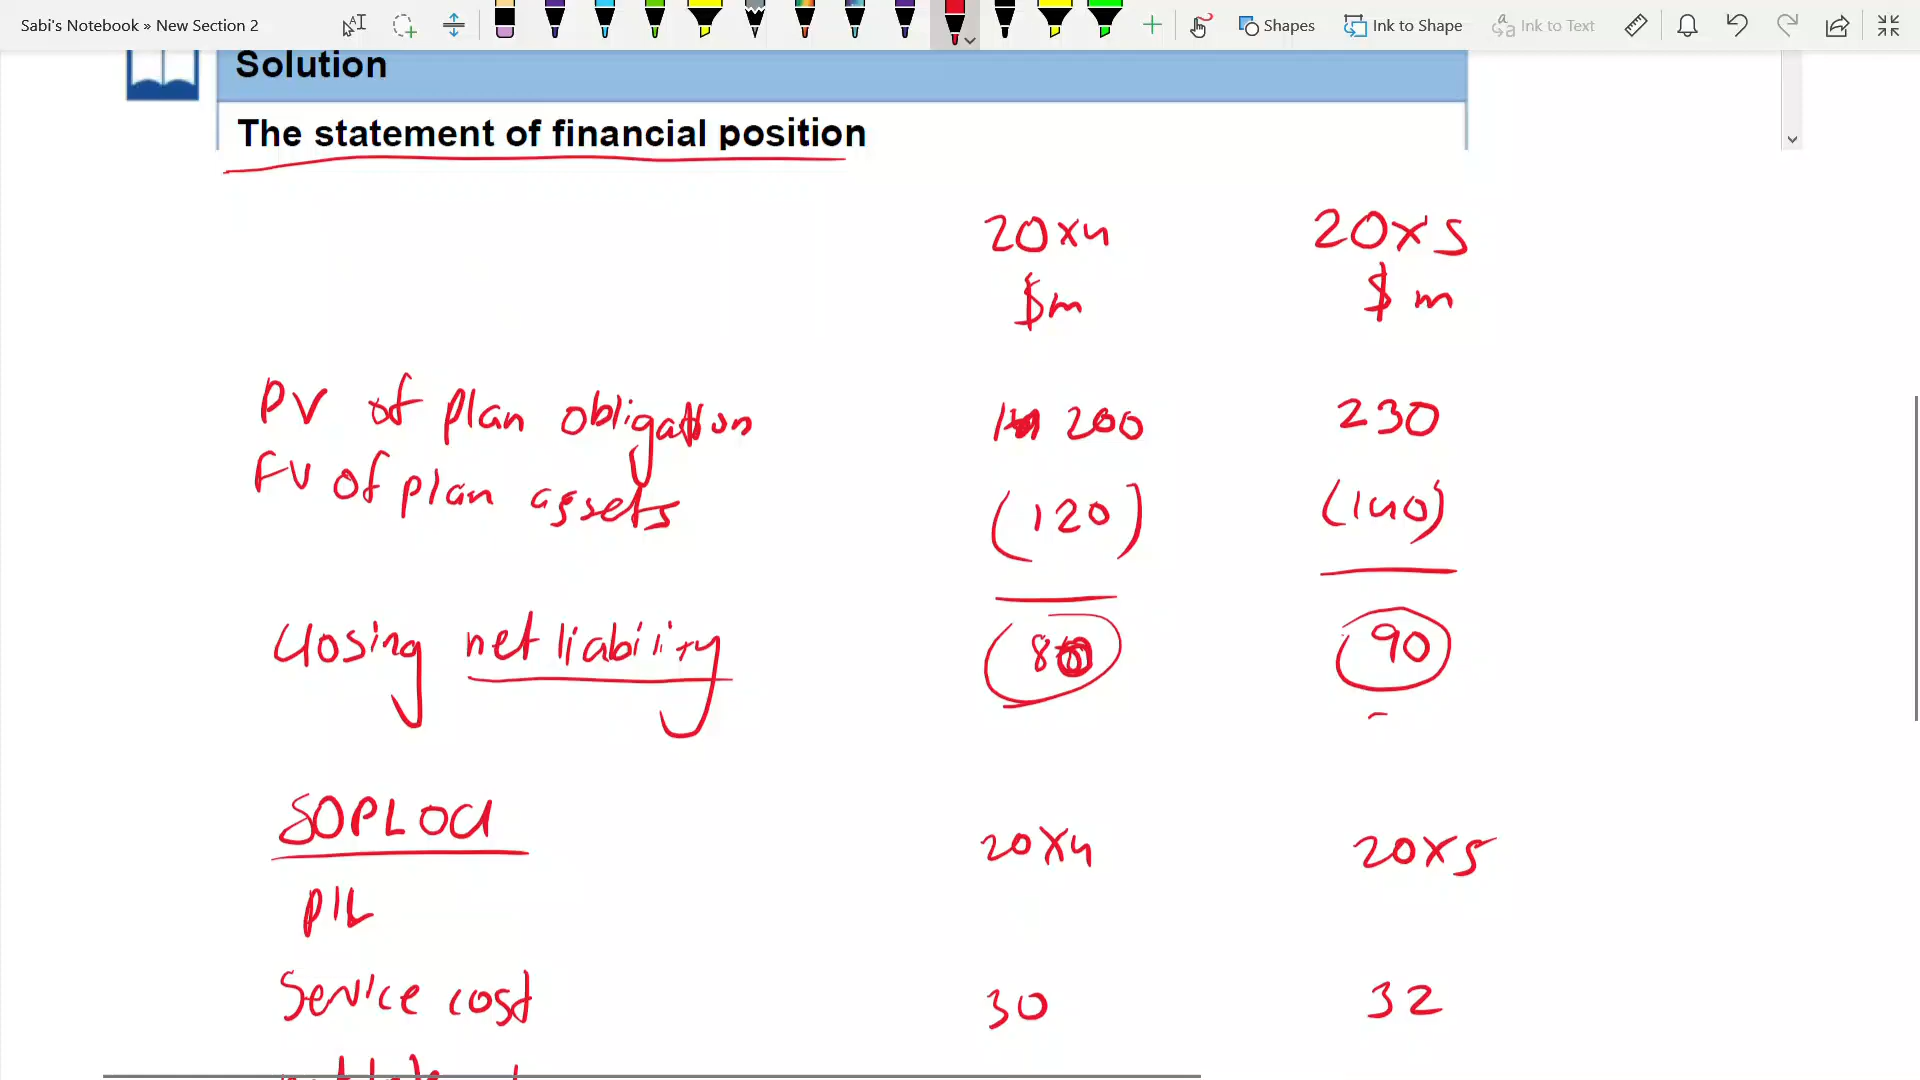 Sabi's Notebook » New Section 2
Shapes
Ink to Shape
Ink to Text
Solution
The statement of financial position
20X4 20X5
$m $m
PV of plan obligation 200 230
FV of plan assets (120) (140)
Closing net liability 80 90
SOPLOCI 20X4 20X5
P/L
Service cost 30 32